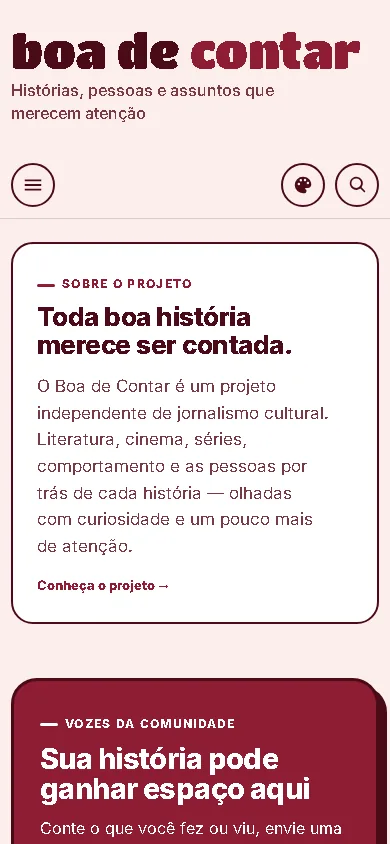 boa de contar
Histórias, pessoas e assuntos que
merecem atenção
SOBRE O PROJETO
Toda boa história
merece ser contada.
O Boa de Contar é um projeto
independente de jornalismo cultural.
Literatura, cinema, séries,
comportamento e as pessoas por
trás de cada história — olhadas
com curiosidade e um pouco mais
de atenção.
Conheça o projeto →
VOZES DA COMUNIDADE
Sua história pode
ganhar espaço aqui
Conte o que você fez ou viu, envie uma